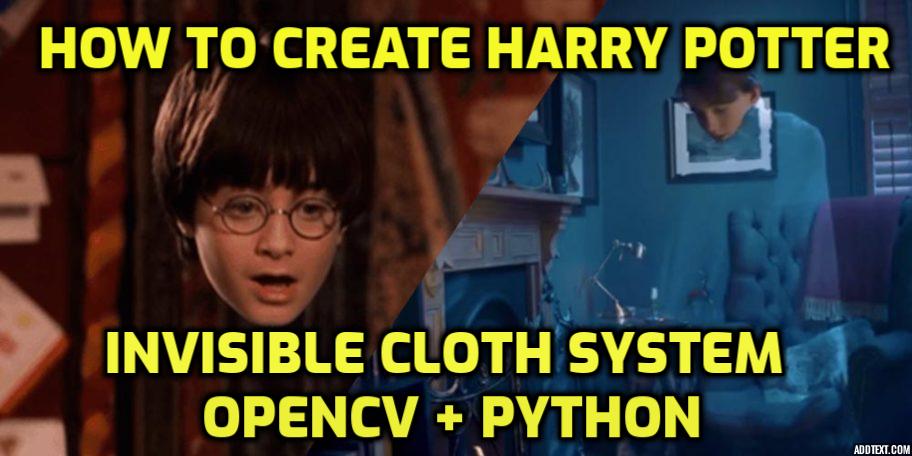 HOW TO CREATE HARRY POTTER
INVISIBLE CLOTH SYSTEM
OPENCV + PYTHON
ADDTEXT.COM